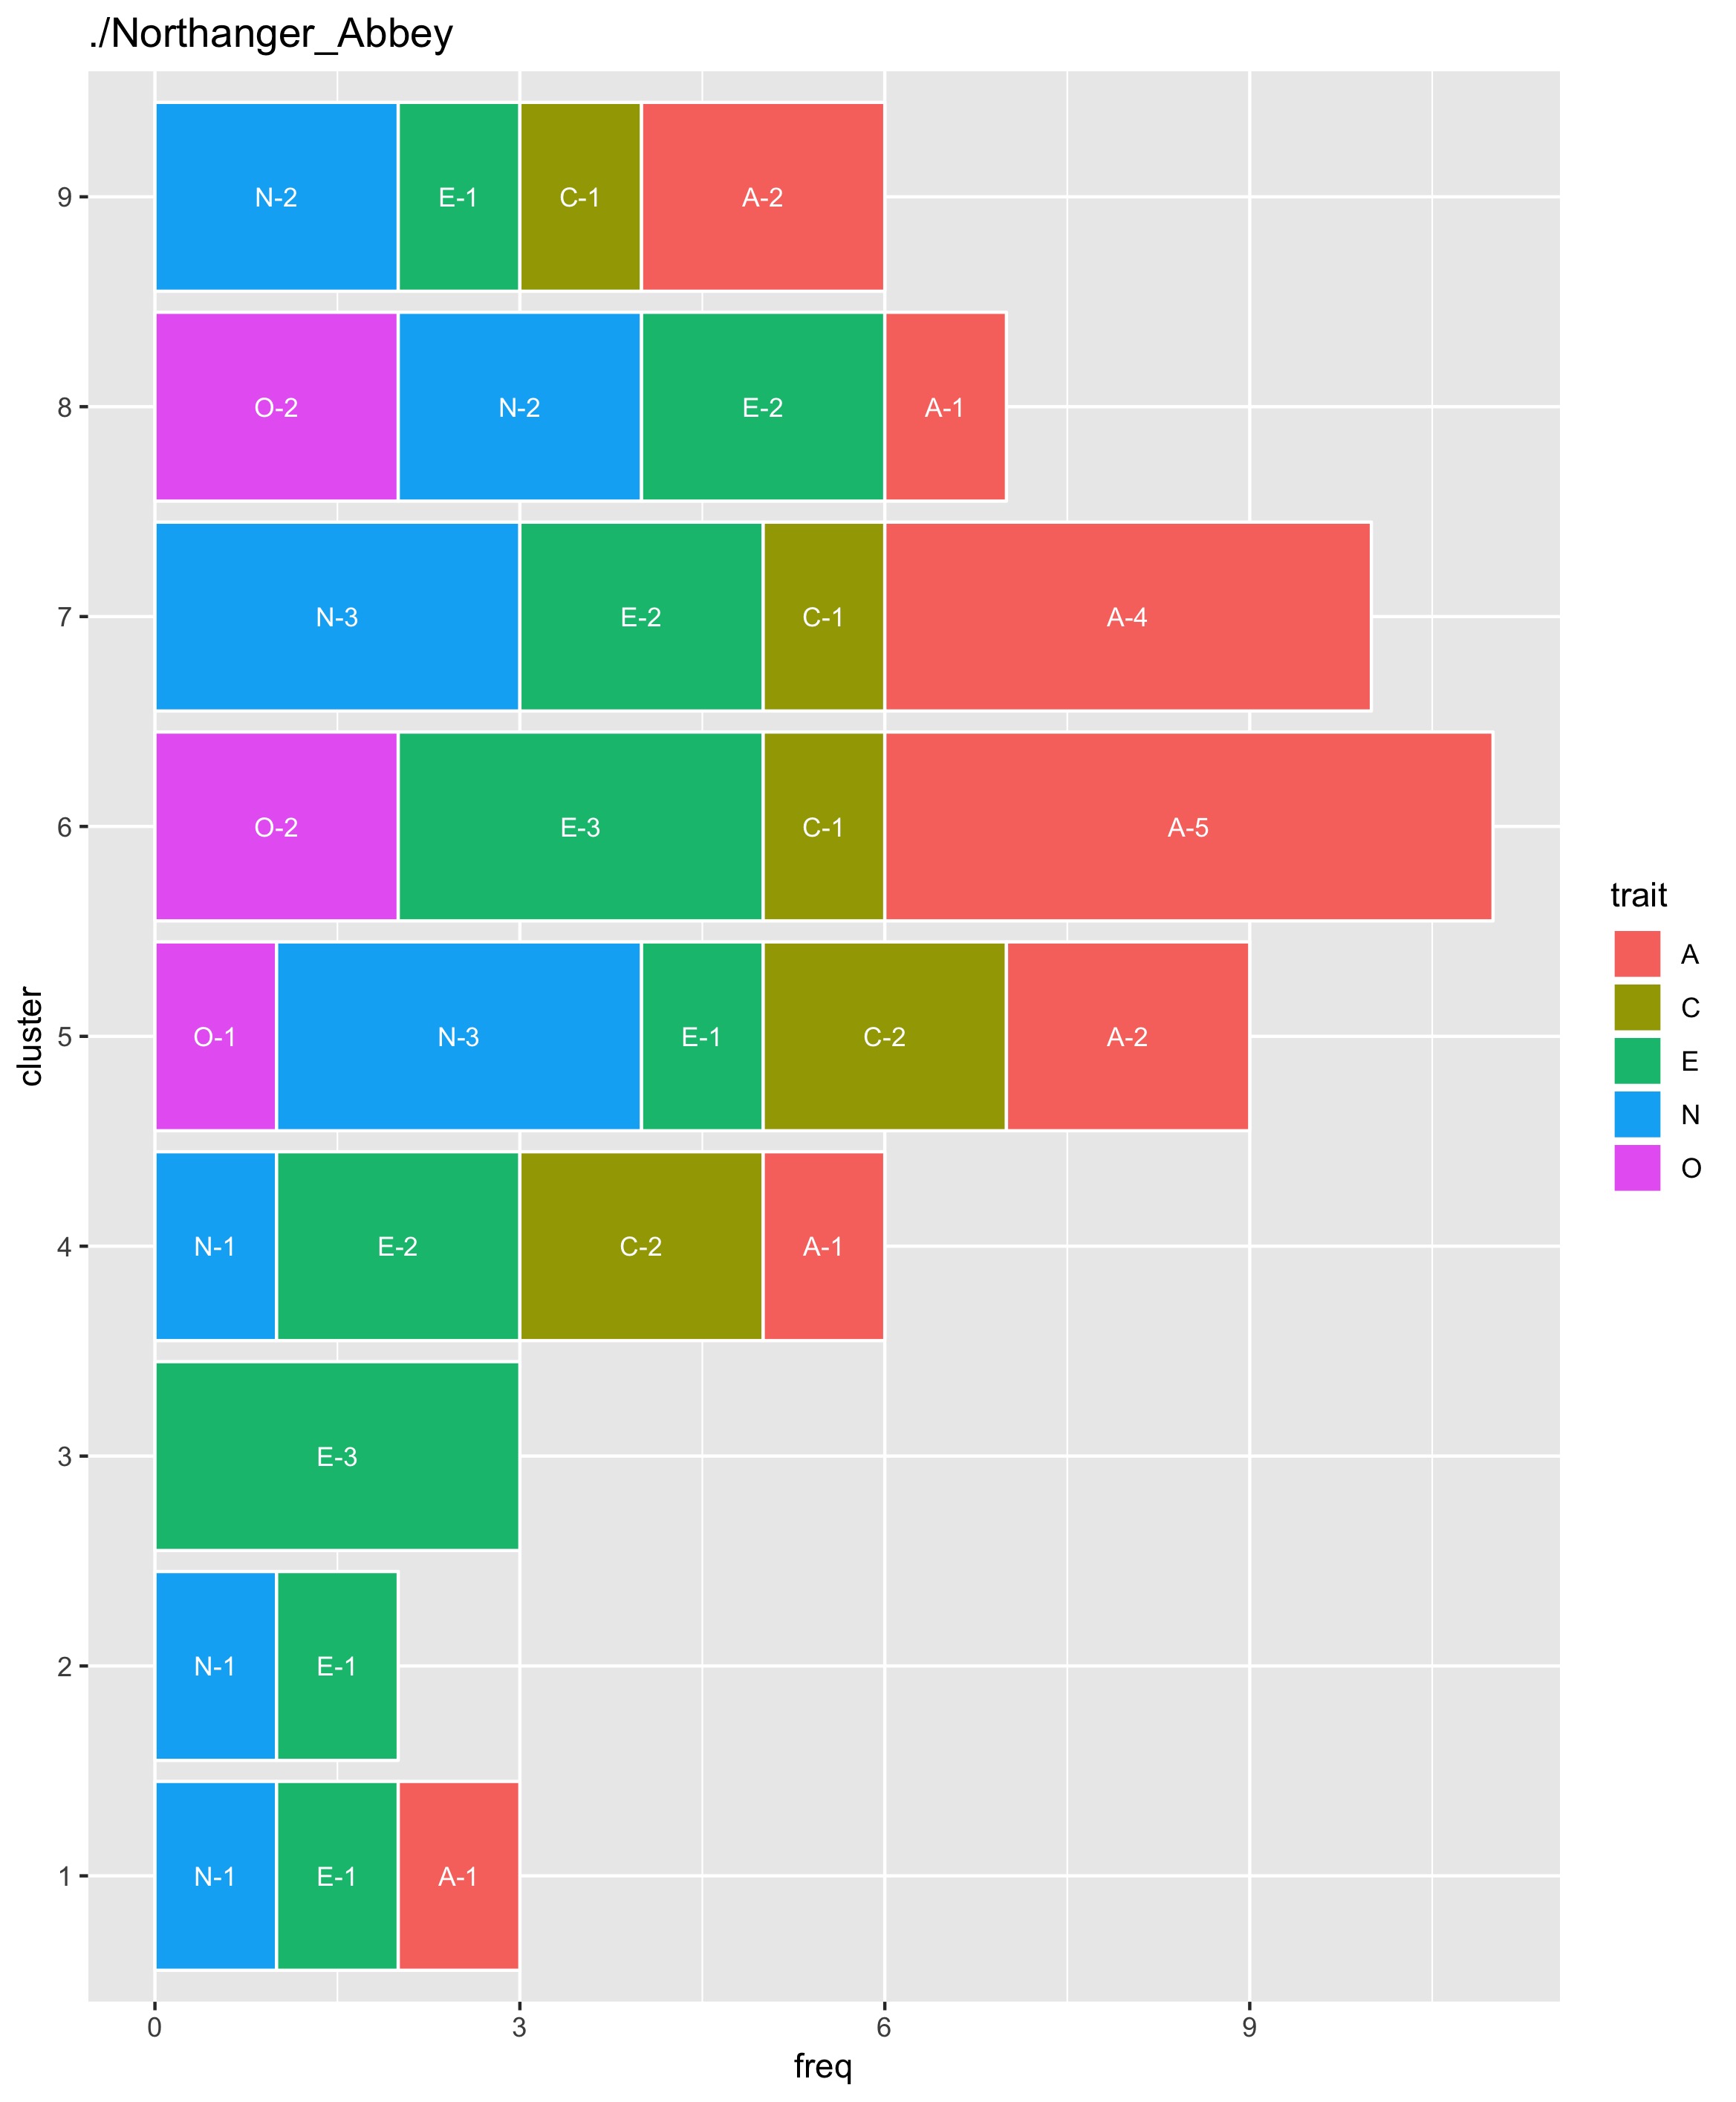 ./Northanger_Abbey
9
N-2 E-1 C-1 A-2
8
O-2 N-2 E-2 A-1
7
N-3 E-2 C-1 A-4
6
O-2 E-3 C-1 A-5
5
O-1 N-3 E-1 C-2 A-2
4
N-1 E-2 C-2 A-1
3
E-3
2
N-1 E-1
1
N-1 E-1 A-1
cluster
0 3 6 9
freq
trait
A
C
E
N
O